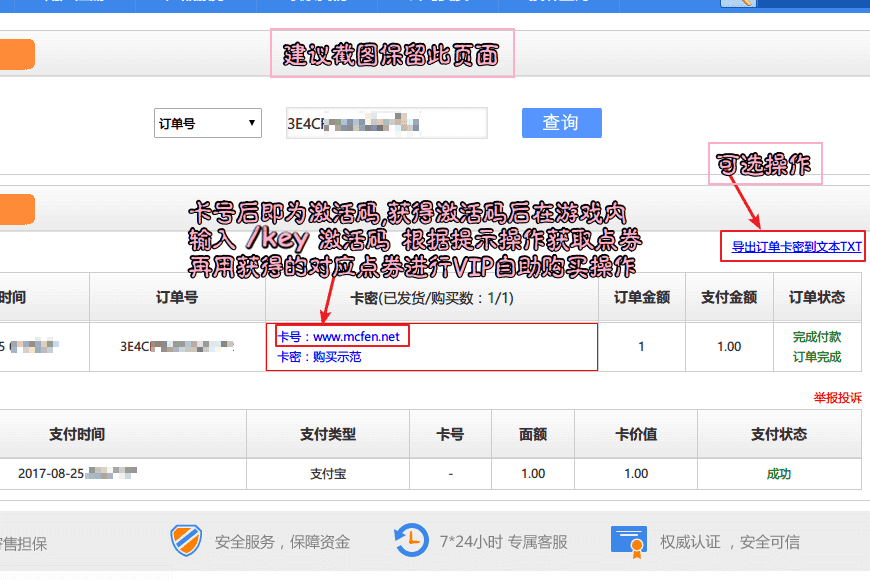 建议截图保留此页面
订单号
3E4C
查询
可选操作
卡号后即为激活码,获得激活码后在游戏内
输入 /key 激活码 根据提示操作获取点券
再用获得的对应点券进行VIP自助购买操作
导出订单卡密到文本TXT
时间 订单号 卡密(已发货/购买数：1/1) 订单金额 支付金额 订单状态
5 0 3E4C 卡号：www.mcfen.net 1 1.00 完成付款
卡密：购买示范 订单完成
举报投诉
支付时间 支付类型 卡号 面额 卡价值 支付状态
2017-08-25 支付宝 - 1.00 1.00 成功
售担保 安全服务，保障资金 7*24小时 专属客服 权威认证 ，安全可信